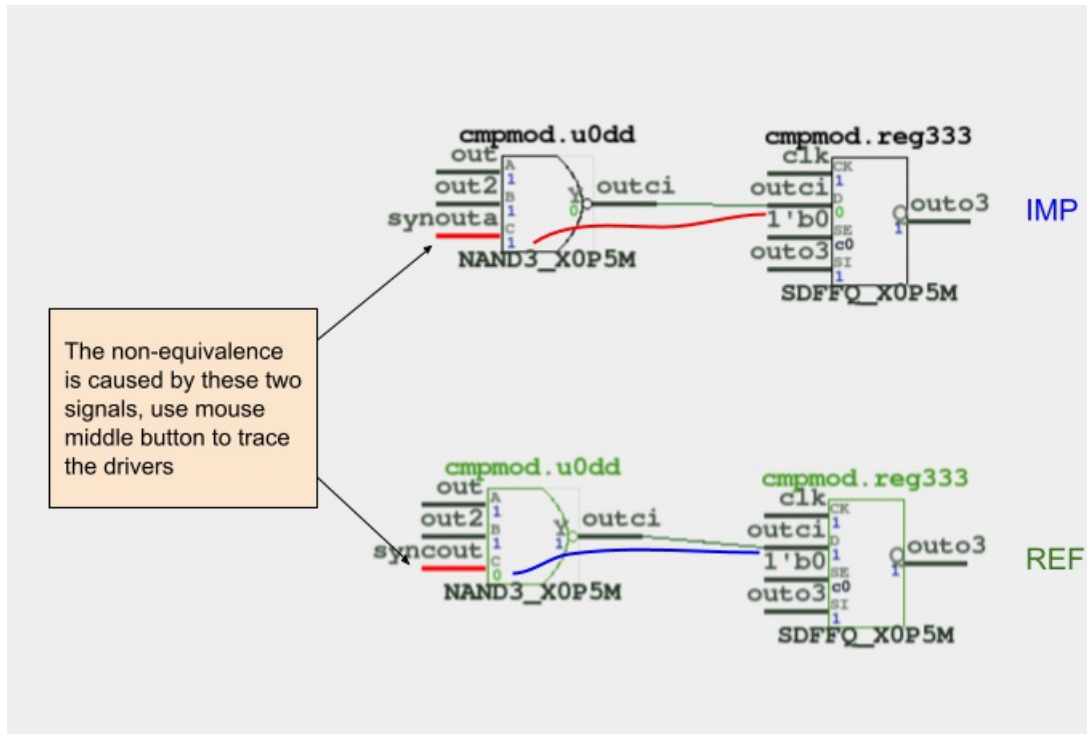 cmpmod.u0dd
cmpmod.reg333
out
A
1
out2
B
1
synouta
C
1
Y
0
outci
NAND3_X0P5M
clk
CK
1
outci
D
0
1'b0
SE
c0
outo3
SI
1
Q
1
outo3
SDFFQ_X0P5M
IMP
The non-equivalence
is caused by these two
signals, use mouse
middle button to trace
the drivers
cmpmod.u0dd
cmpmod.reg333
out
A
1
out2
B
1
syncout
C
0
Y
1
outci
NAND3_X0P5M
clk
CK
1
outci
D
1
1'b0
SE
c0
outo3
SI
1
Q
1
outo3
SDFFQ_X0P5M
REF